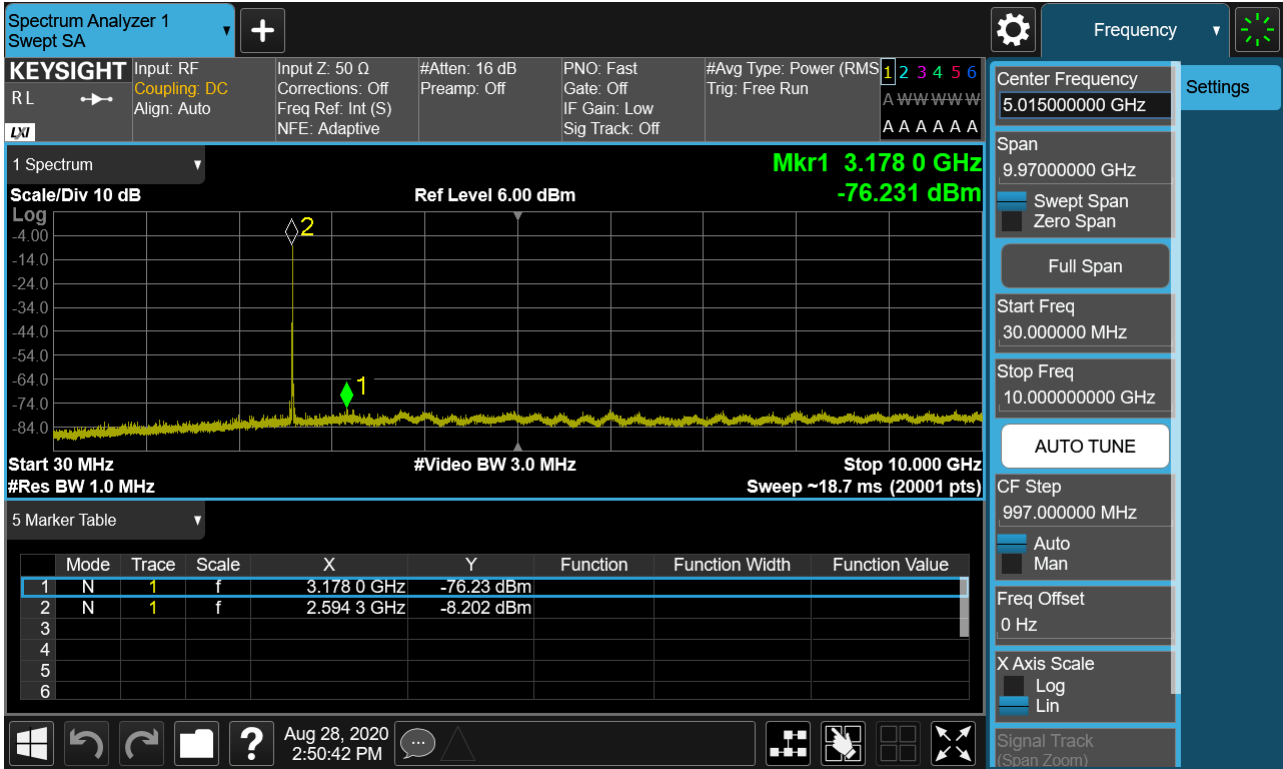 Spectrum Analyzer 1
Swept SA
Frequency
KEYSIGHT
R L
LXI
Input: RF
Coupling: DC
Align: Auto
Input Z: 50 Ω
Corrections: Off
Freq Ref: Int (S)
NFE: Adaptive
#Atten: 16 dB
Preamp: Off
PNO: Fast
Gate: Off
IF Gain: Low
Sig Track: Off
#Avg Type: Power (RMS
Trig: Free Run
1 2 3 4 5 6
A W W W W W
A A A A A A
Center Frequency
5.015000000 GHz
Settings
Span
9.97000000 GHz
Swept Span
Zero Span
Full Span
Start Freq
30.000000 MHz
Stop Freq
10.000000000 GHz
AUTO TUNE
CF Step
997.000000 MHz
Auto
Man
Freq Offset
0 Hz
X Axis Scale
Log
Lin
Signal Track
(Span Zoom)
1 Spectrum
Mkr1 3.178 0 GHz
-76.231 dBm
Scale/Div 10 dB
Ref Level 6.00 dBm
Log
-4.00
-14.0
-24.0
-34.0
-44.0
-54.0
-64.0
-74.0
-84.0
2
1
Start 30 MHz
#Video BW 3.0 MHz
Stop 10.000 GHz
#Res BW 1.0 MHz
Sweep ~18.7 ms (20001 pts)
5 Marker Table
Mode Trace Scale X Y Function Function Width Function Value
1 N 1 f 3.178 0 GHz -76.23 dBm
2 N 1 f 2.594 3 GHz -8.202 dBm
3
4
5
6
Aug 28, 2020
2:50:42 PM